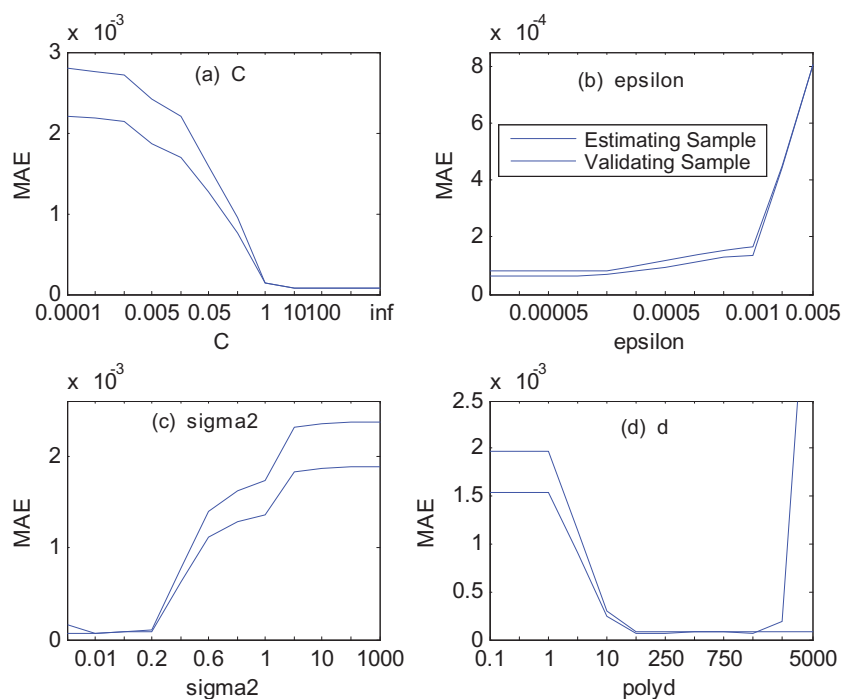 x 10^-3
3
2
1
0
MAE
(a) C
0.0001 0.005 0.05 1 10100 inf
C
x 10^-4
8
6
4
2
0
MAE
(b) epsilon
Estimating Sample
Validating Sample
0.00005 0.0005 0.001 0.005
epsilon
x 10^-3
2
1
0
MAE
(c) sigma2
0.01 0.2 0.6 1 10 1000
sigma2
x 10^-3
2.5
2
1.5
1
0.5
0
MAE
(d) d
0.1 1 10 250 750 5000
polyd